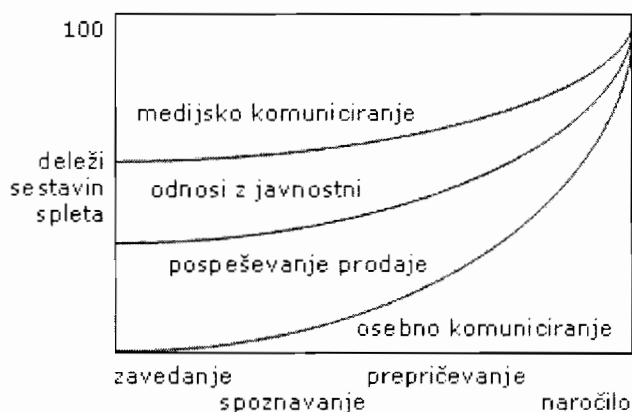 100
medijsko komuniciranje
deleži
sestavin
spleta
odnosi z javnostni
pospeševanje prodaje
osebno komuniciranje
zavedanje
prepričevanje
spoznavanje
naročilo